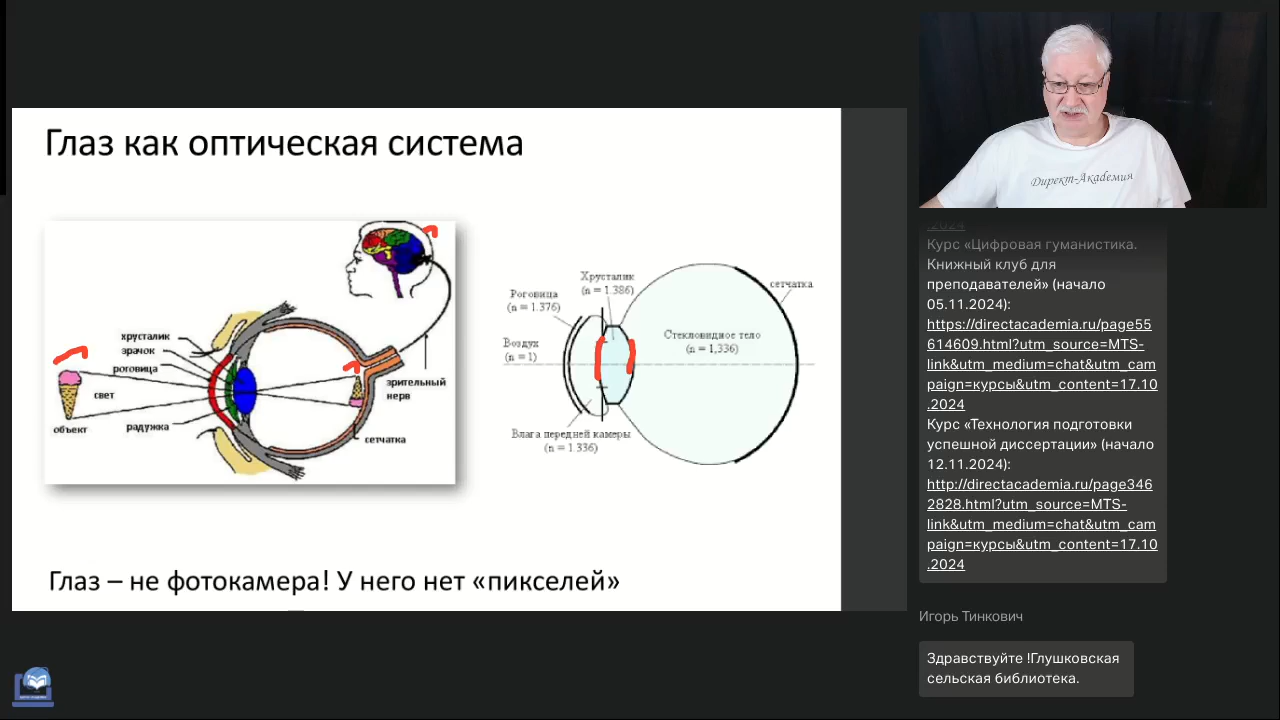 Глаз как оптическая система
хрусталик
зрачок
роговица
свет
объект
радужка
зрительный
нерв
сетчатка
Хрусталик
(n = 1.386)
Роговица
(n = 1.376)
сетчатка
Воздух
(n = 1)
Стекловидное тело
(n = 1,336)
Влага передней камеры
(n = 1.336)
Глаз – не фотокамера! У него нет «пикселей»
Директ-Академия
.2024
Курс «Цифровая гуманистика.
Книжный клуб для
преподавателей» (начало
05.11.2024):
https://directacademia.ru/page55
614609.html?utm_source=MTS-
link&utm_medium=chat&utm_cam
paign=курсы&utm_content=17.10
.2024
Курс «Технология подготовки
успешной диссертации» (начало
12.11.2024):
http://directacademia.ru/page346
2828.html?utm_source=MTS-
link&utm_medium=chat&utm_cam
paign=курсы&utm_content=17.10
.2024
Игорь Тинкович
Здравствуйте !Глушковская
сельская библиотека.